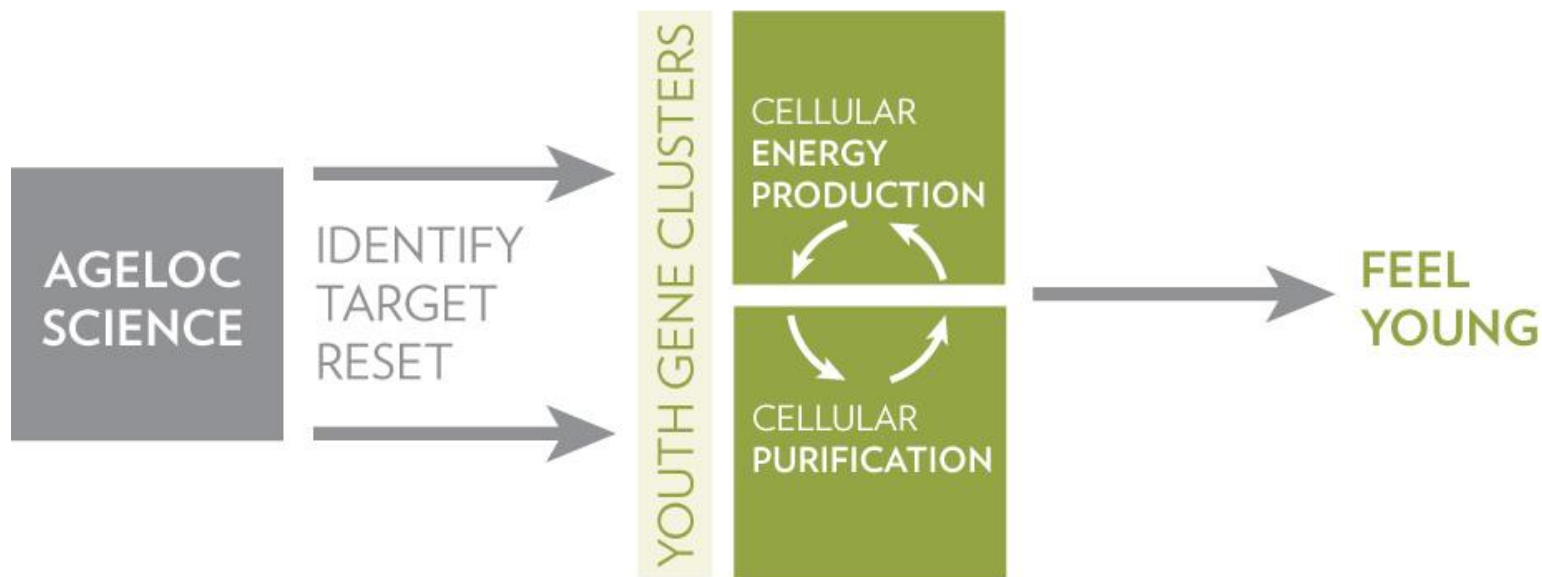 AGELOC
SCIENCE
IDENTIFY
TARGET
RESET
YOUTH GENE CLUSTERS
CELLULAR
ENERGY
PRODUCTION
CELLULAR
PURIFICATION
FEEL
YOUNG